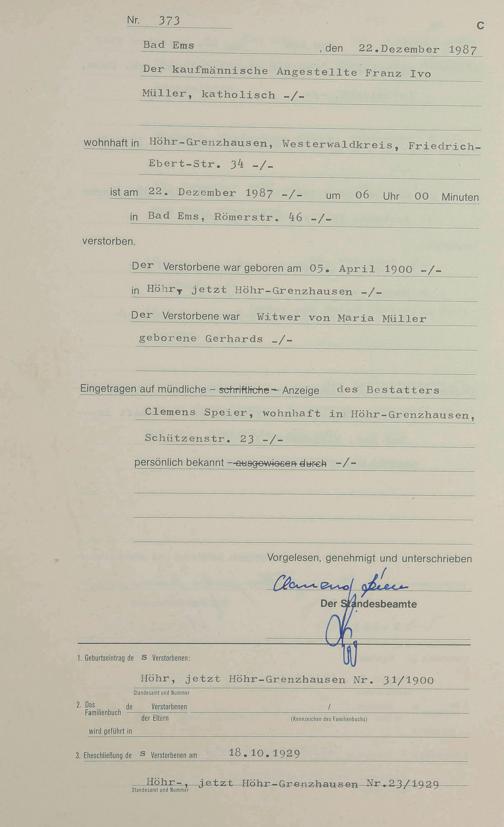 Nr. 373
C
Bad Ems , den 22.Dezember 1987
Der kaufmännische Angestellte Franz Ivo
Müller, katholisch -/-
wohnhaft in Höhr-Grenzhausen, Westerwaldkreis, Friedrich-
Ebert-Str. 34 -/-
ist am 22. Dezember 1987 -/- um 06 Uhr 00 Minuten
in Bad Ems, Römerstr. 46 -/-
verstorben.
Der Verstorbene war geboren am 05. April 1900 -/-
in Höhr, jetzt Höhr-Grenzhausen -/-
Der Verstorbene war Witwer von Maria Müller
geborene Gerhards -/-
Eingetragen auf mündliche – schriftliche – Anzeige des Bestatters
Clemens Speier, wohnhaft in Höhr-Grenzhausen,
Schützenstr. 23 -/-
persönlich bekannt – ausgewiesen durch -/-
Vorgelesen, genehmigt und unterschrieben
Der Standesbeamte
1. Geburtseintrag de s Verstorbenen:
Höhr, jetzt Höhr-Grenzhausen Nr. 31/1900
Standesamt und Nummer
2. Das Familienbuch de Verstorbenen /
der Eltern (Kennzeichen des Familienbuchs)
wird geführt in
3. Eheschließung de s Verstorbenen am 18.10.1929
Höhr-, jetzt Höhr-Grenzhausen Nr.23/1929
Standesamt und Nummer